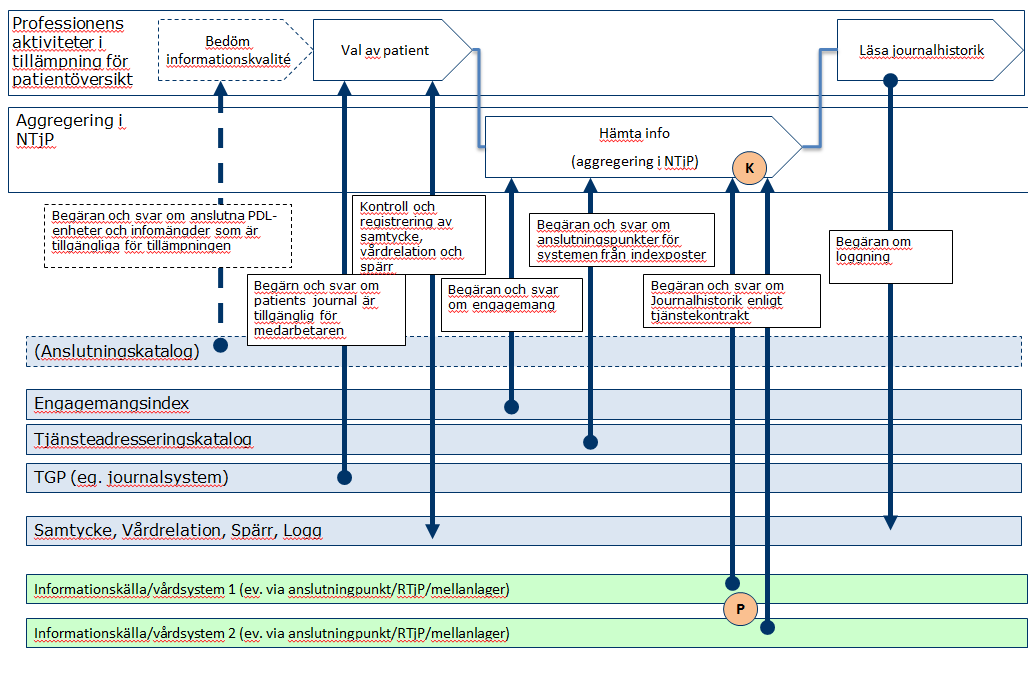 Professionens
aktiviteter i
tillämpning för
patientöversikt
Bedöm
informationskvalité
Val av patient
Läsa journalhistorik
Aggregering i
NTjP
Hämta info
(aggregering i NTjP)
K
Begäran och svar om anslutna PDL-
enheter och infomängder som är
tillgängliga för tillämpningen
Kontroll och
registrering av
samtycke,
vårdrelation och
spärr
Begäran och svar om
anslutningspunkter för
systemen från indexposter
Begäran om
loggning
Begärn och svar om
patients journal är
tillgänglig för
medarbetaren
Begäran och svar
om engagemang
Begäran och svar om
Journalhistorik enligt
tjänstekontrakt
(Anslutningskatalog)
Engagemangsindex
Tjänsteadresseringskatalog
TGP (eg. journalsystem)
Samtycke, Vårdrelation, Spärr, Logg
Informationskälla/vårdsystem 1 (ev. via anslutningpunkt/RTjP/mellanlager)
P
Informationskälla/vårdsystem 2 (ev. via anslutningpunkt/RTjP/mellanlager)